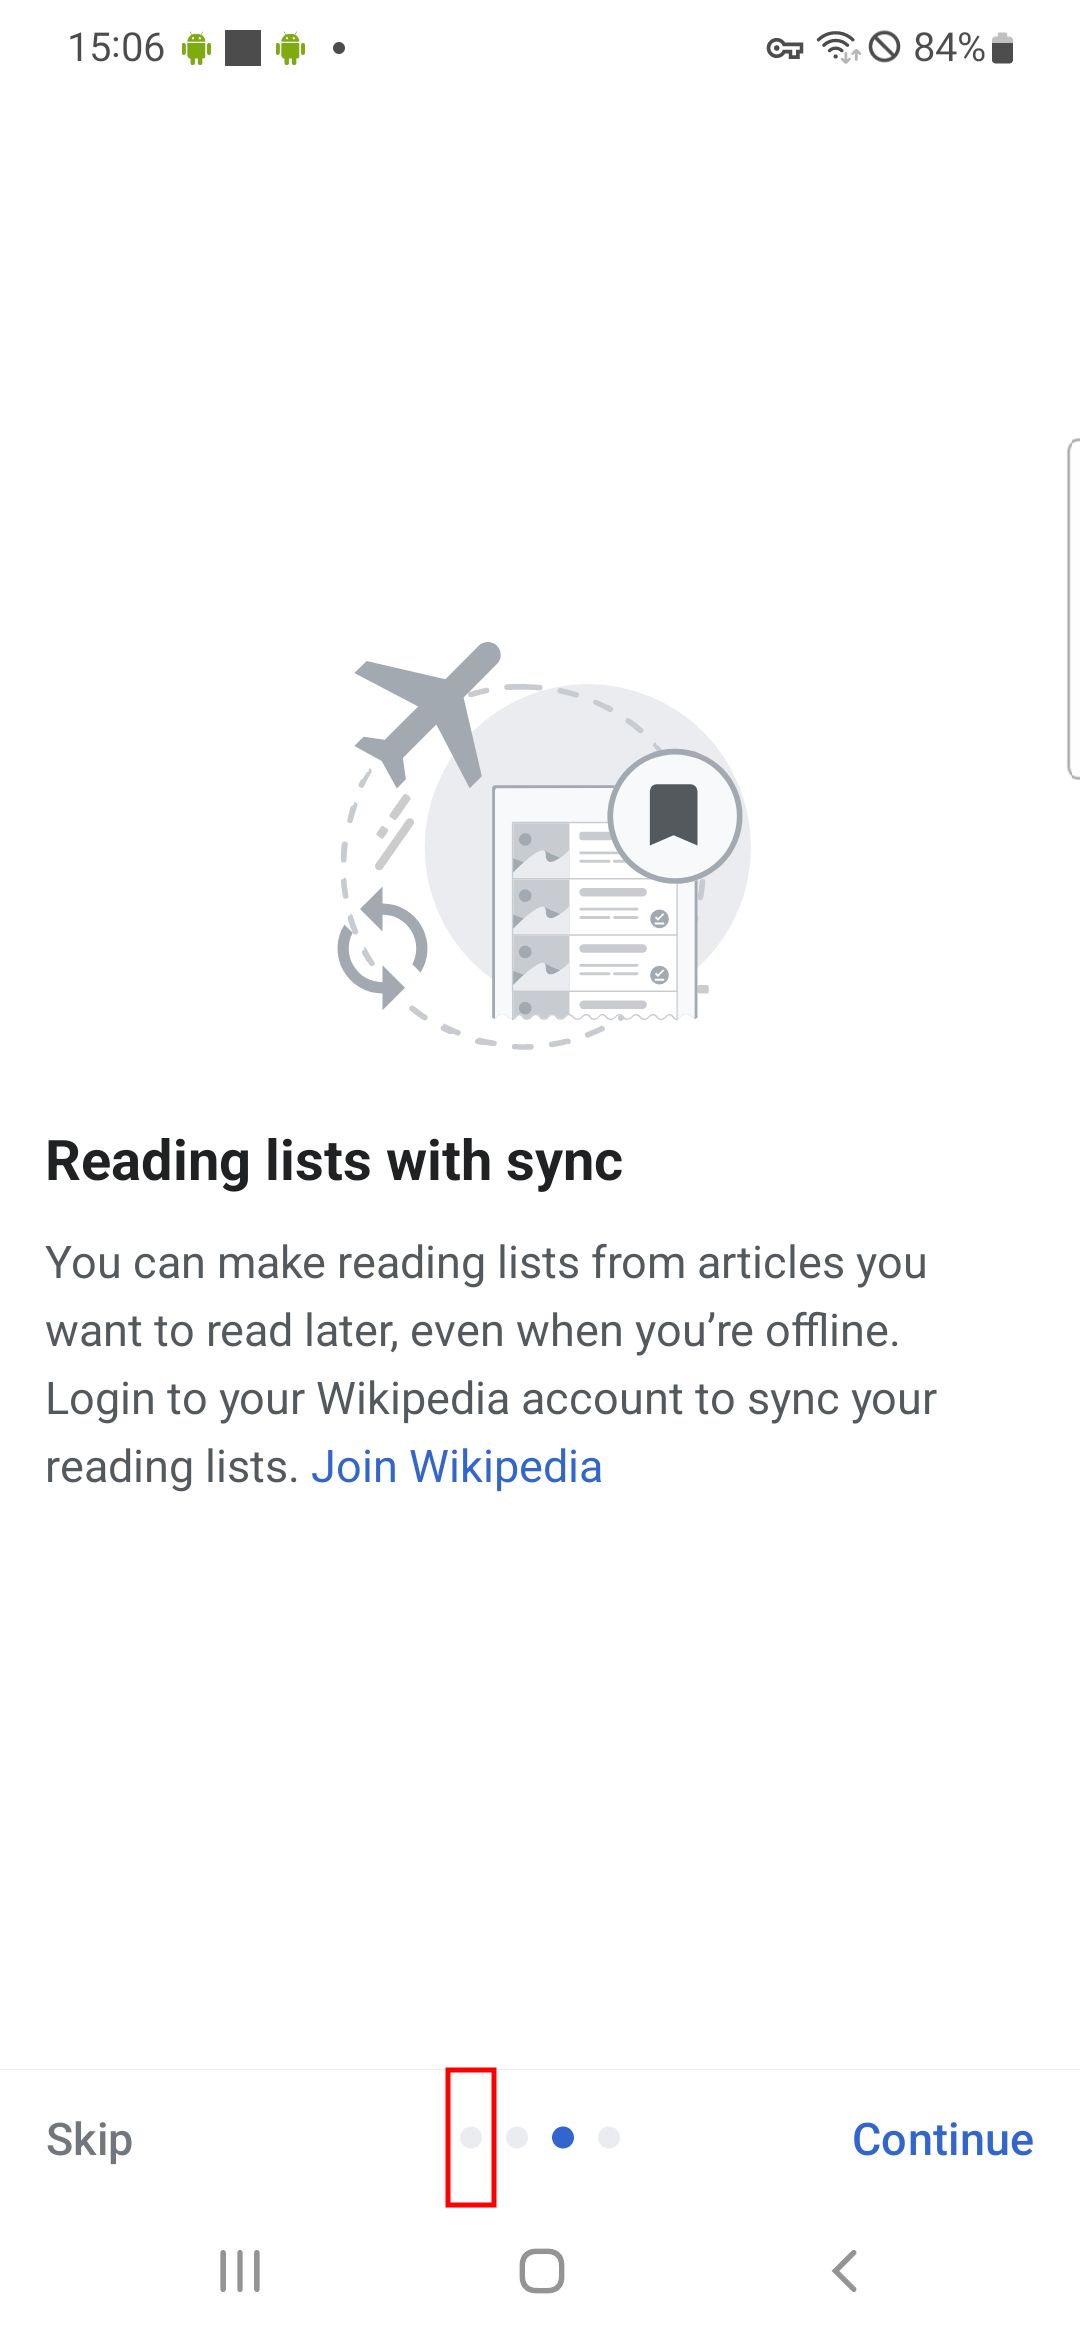 15:06 84%
Reading lists with sync
You can make reading lists from articles you
want to read later, even when you’re offline.
Login to your Wikipedia account to sync your
reading lists. Join Wikipedia
Skip Continue